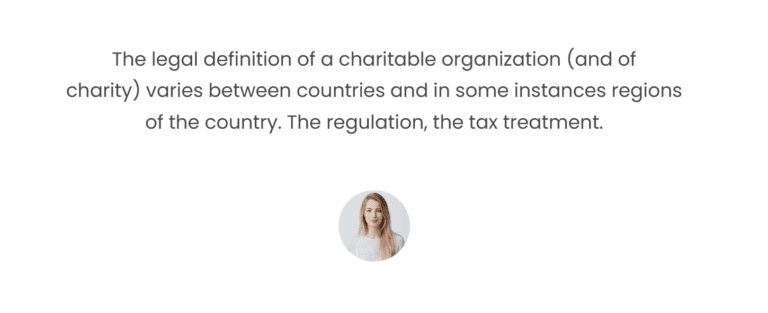 The legal definition of a charitable organization (and of
charity) varies between countries and in some instances regions
of the country. The regulation, the tax treatment.